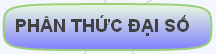 PHÂN THỨC ĐẠI SỐ